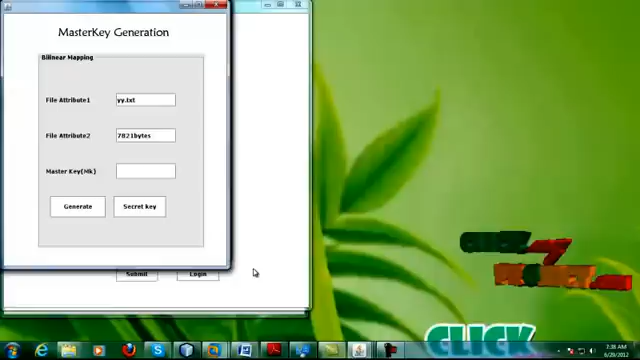 MasterKey Generation
Bilinear Mapping
File Attribute1
yy.txt
File Attribute2
7821bytes
Master Key(Mk)
Generate
Secret key
Submit
Login
CLICK
7:38 AM
6/29/2012